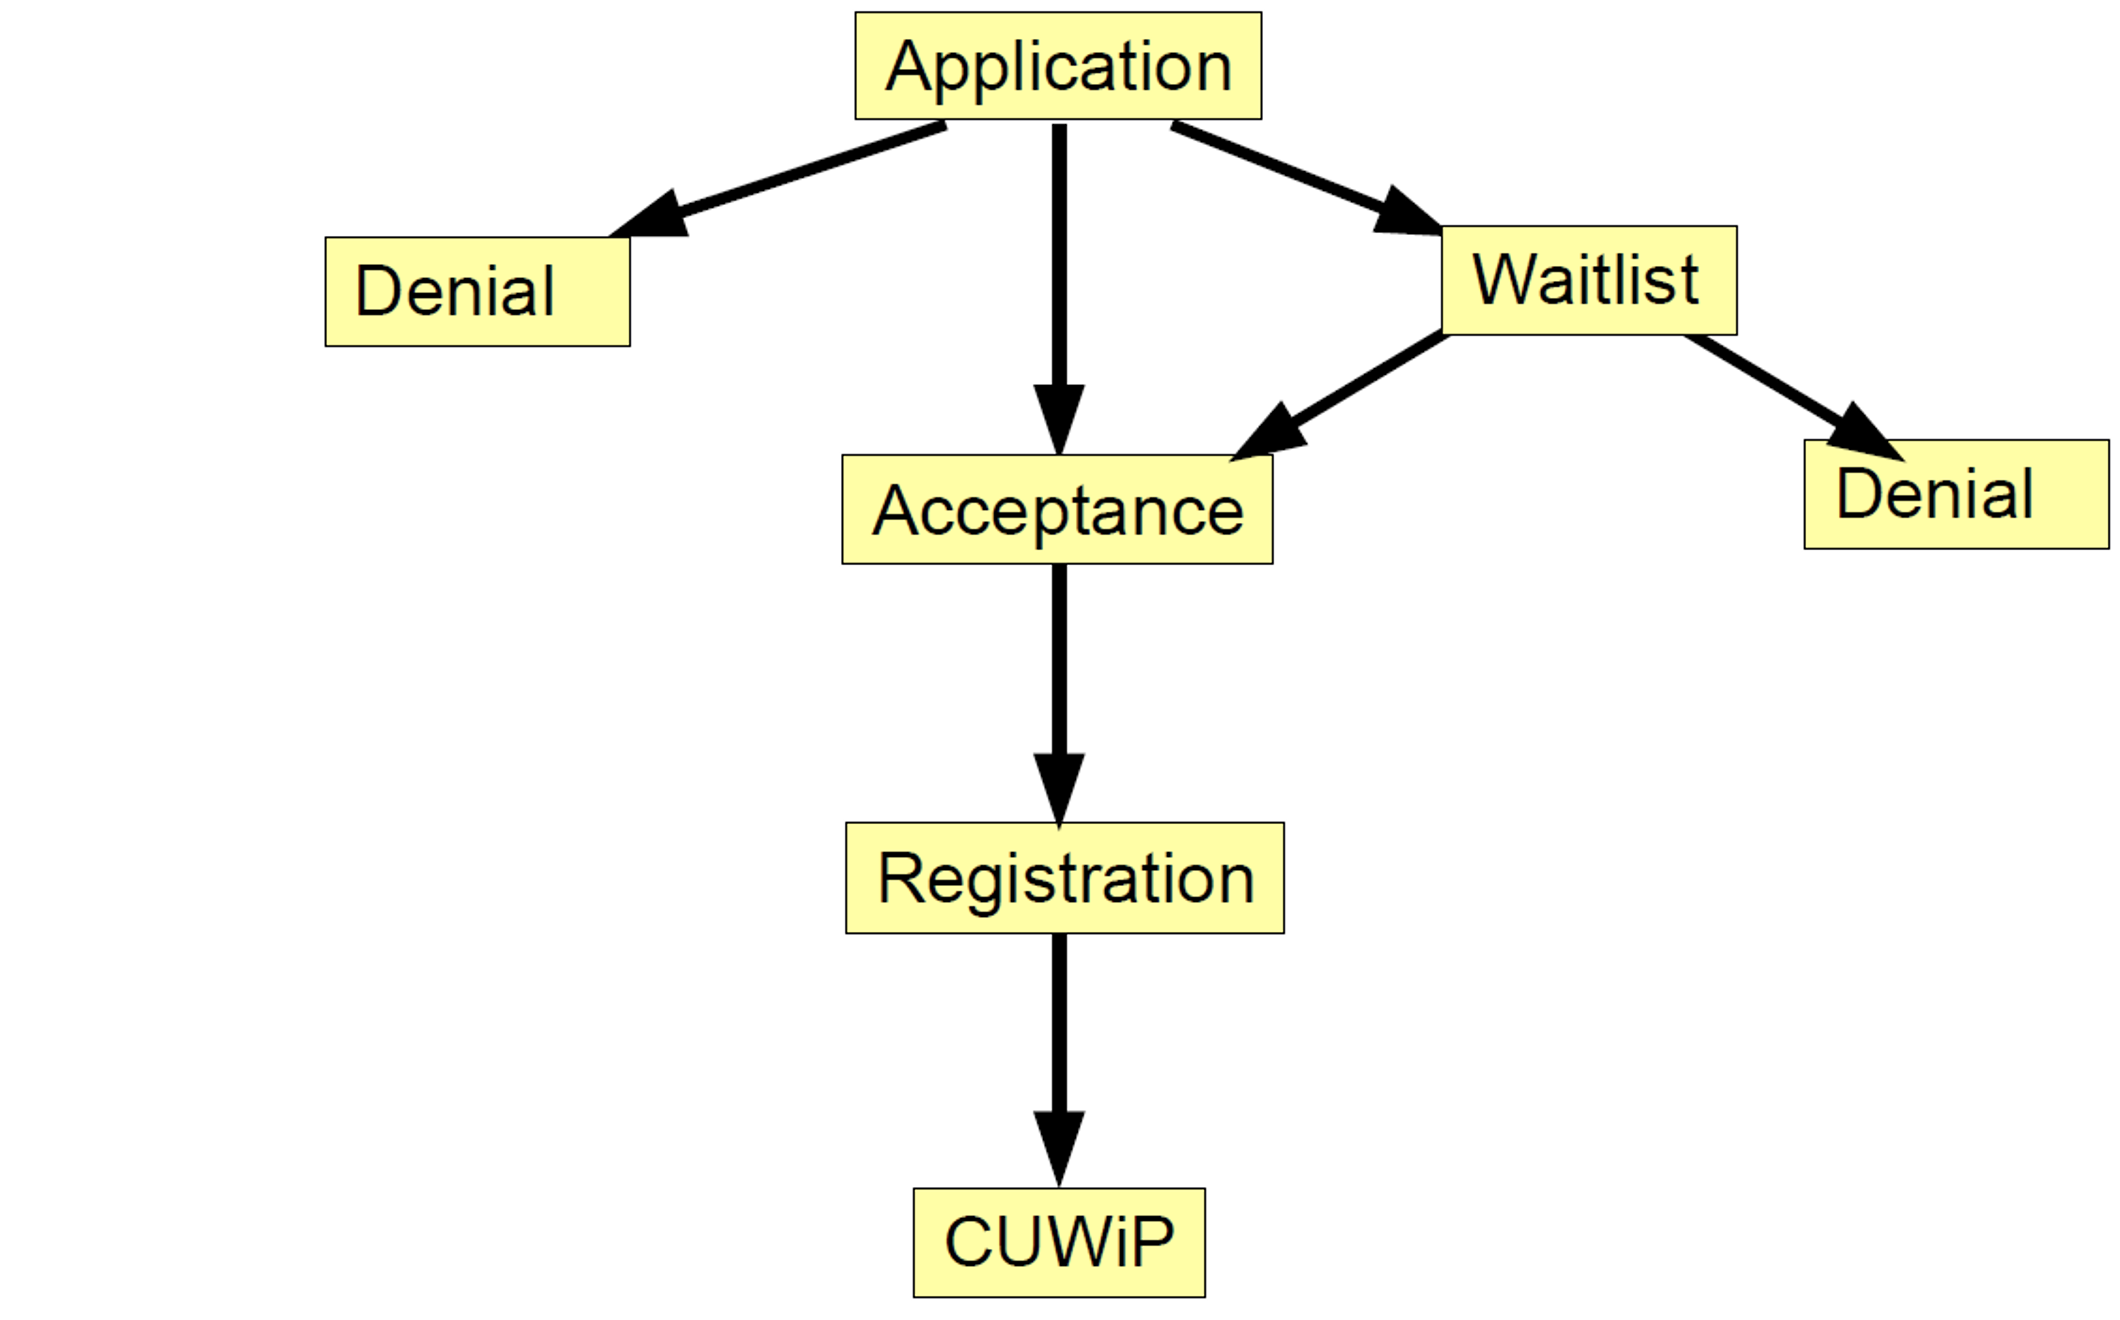 Application
Denial
Waitlist
Acceptance
Denial
Registration
CUWiP